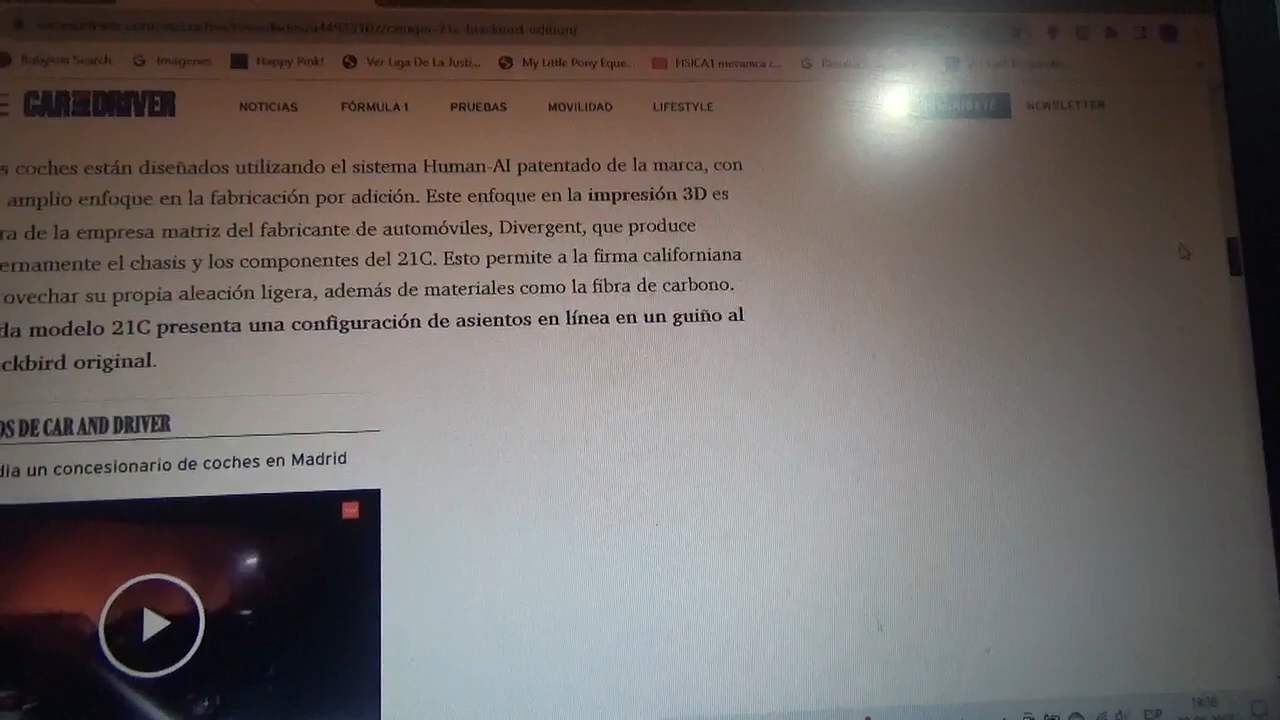 Babylon Search Imágenes Happy Pink! Ver Liga De La Justi... My Little Pony Eque... FISICA1 mecanica c...
CAR AND DRIVER NOTICIAS FÓRMULA 1 PRUEBAS MOVILIDAD LIFESTYLE NEWSLETTER
s coches están diseñados utilizando el sistema Human-AI patentado de la marca, con
amplio enfoque en la fabricación por adición. Este enfoque en la impresión 3D es
ra de la empresa matriz del fabricante de automóviles, Divergent, que produce
ernamente el chasis y los componentes del 21C. Esto permite a la firma californiana
ovechar su propia aleación ligera, además de materiales como la fibra de carbono.
da modelo 21C presenta una configuración de asientos en línea en un guiño al
ckbird original.
OS DE CAR AND DRIVER
dia un concesionario de coches en Madrid
ESP